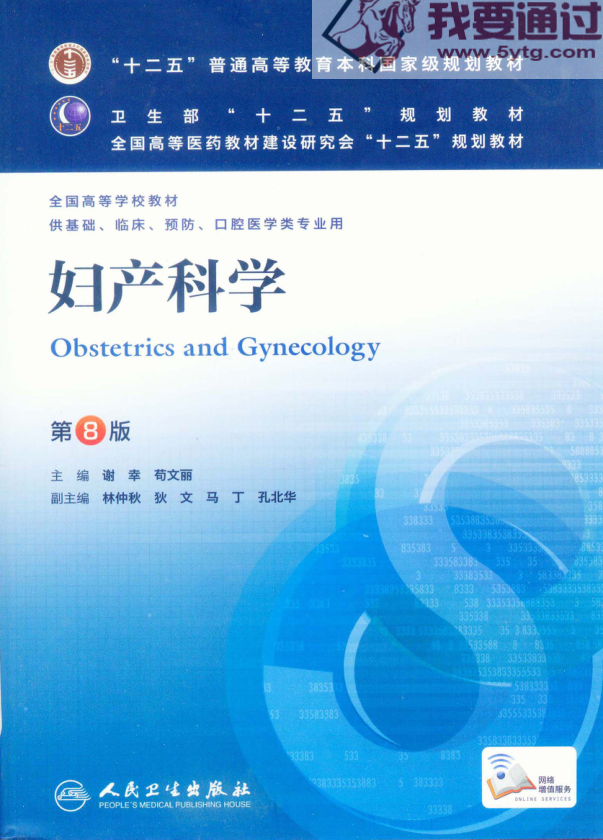 我要通过
www.5ytg.com
“十二五”普通高等教育本科国家级规划教材
卫生部“十二五”规划教材
全国高等医药教材建设研究会“十二五”规划教材
十二五
全国高等学校教材
供基础、临床、预防、口腔医学类专业用
妇产科学
Obstetrics and Gynecology
第8版
主 编 谢 幸 苟文丽
副主编 林仲秋 狄 文 马 丁 孔北华
人民卫生出版社
PEOPLE'S MEDICAL PUBLISHING HOUSE
网络
增值服务
ONLINE SERVICES